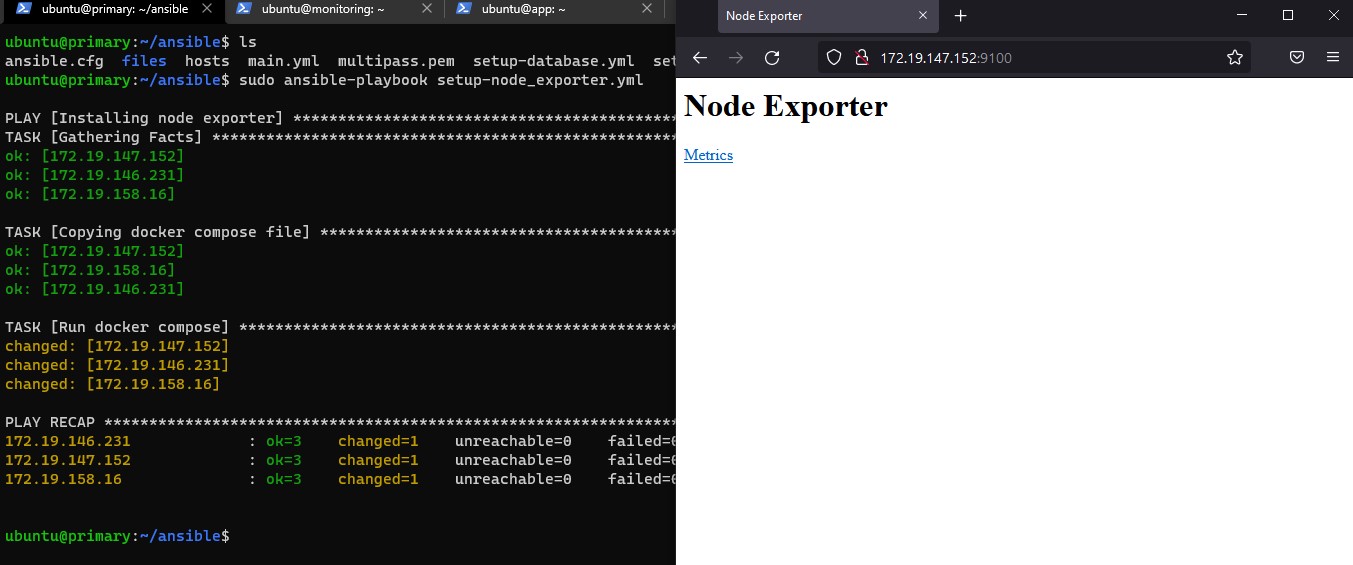 ubuntu@primary: ~/ansible
ubuntu@monitoring: ~
ubuntu@app: ~
ubuntu@primary:~/ansible$ ls
ansible.cfg files hosts main.yml multipass.pem setup-database.yml set
ubuntu@primary:~/ansible$ sudo ansible-playbook setup-node_exporter.yml
PLAY [Installing node exporter] *******************************************
TASK [Gathering Facts] ****************************************************
ok: [172.19.147.152]
ok: [172.19.146.231]
ok: [172.19.158.16]
TASK [Copying docker compose file] ****************************************
ok: [172.19.147.152]
ok: [172.19.158.16]
ok: [172.19.146.231]
TASK [Run docker compose] *************************************************
changed: [172.19.147.152]
changed: [172.19.146.231]
changed: [172.19.158.16]
PLAY RECAP ****************************************************************
172.19.146.231 : ok=3 changed=1 unreachable=0 failed=0
172.19.147.152 : ok=3 changed=1 unreachable=0 failed=0
172.19.158.16 : ok=3 changed=1 unreachable=0 failed=0
ubuntu@primary:~/ansible$
Node Exporter
172.19.147.152:9100
Node Exporter
Metrics